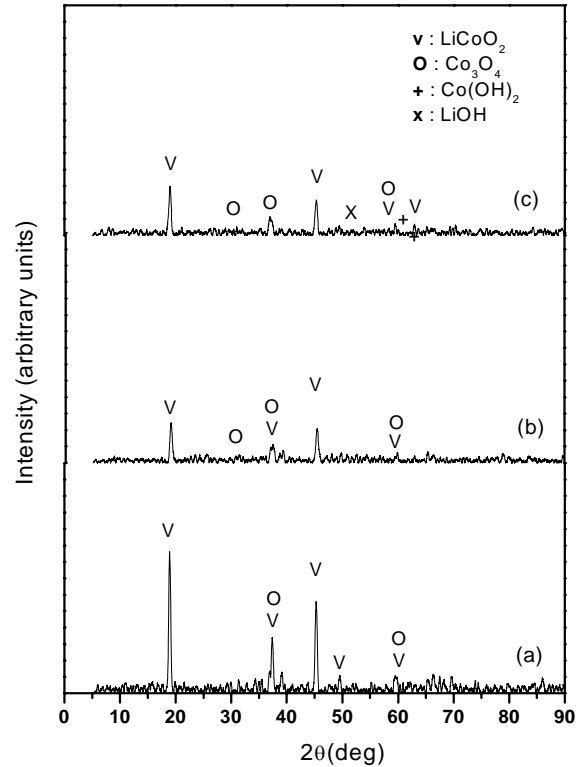 v : LiCoO₂
O : Co₃O₄
+ : Co(OH)₂
x : LiOH
V
O
O
V
X
O
V
+
V
+
(c)
V
O
O
V
V
O
V
(b)
V
O
V
V
V
O
V
(a)
Intensity (arbitrary units)
0 10 20 30 40 50 60 70 80 90
2θ(deg)